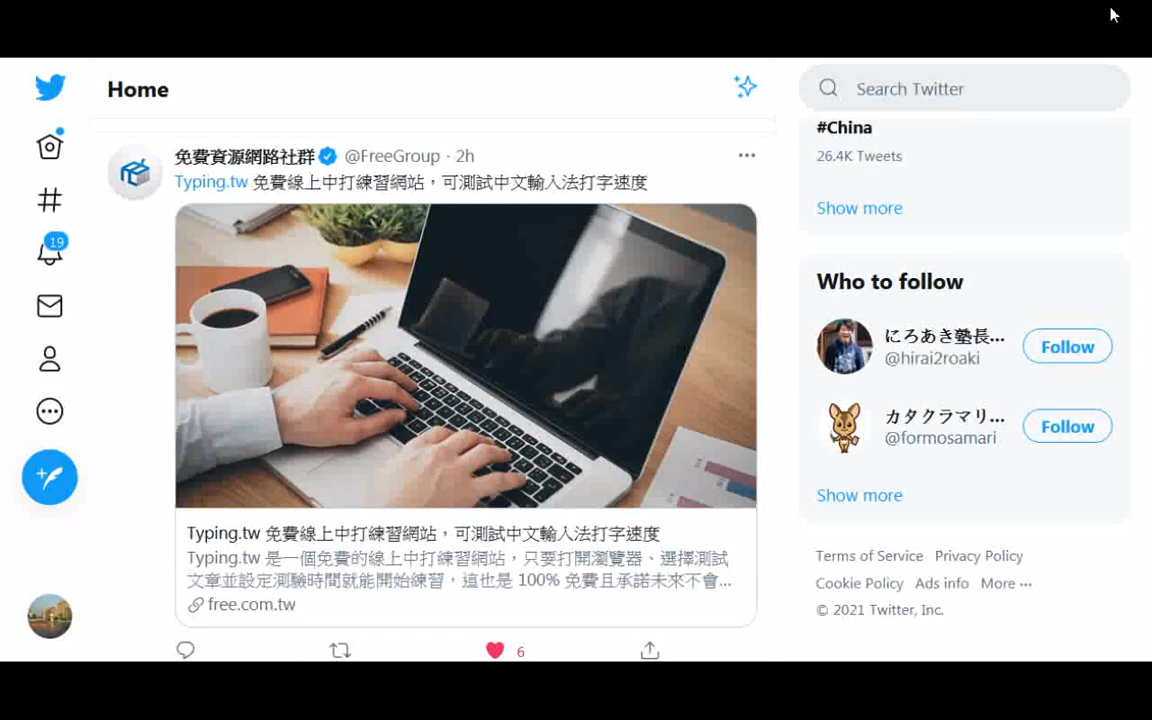 Home
免費資源網路社群 @FreeGroup · 2h
Typing.tw 免費線上中打練習網站，可測試中文輸入法打字速度
Typing.tw 免費線上中打練習網站，可測試中文輸入法打字速度
Typing.tw 是一個免費的線上中打練習網站，只要打開瀏覽器、選擇測試
文章並設定測驗時間就能開始練習，這也是 100% 免費且承諾未來不會...
free.com.tw
6
19
Search Twitter
#China
26.4K Tweets
Show more
Who to follow
にろあき塾長...
@hirai2roaki
Follow
カタクラマリ...
@formosamari
Follow
Show more
Terms of Service Privacy Policy
Cookie Policy Ads info More ···
© 2021 Twitter, Inc.